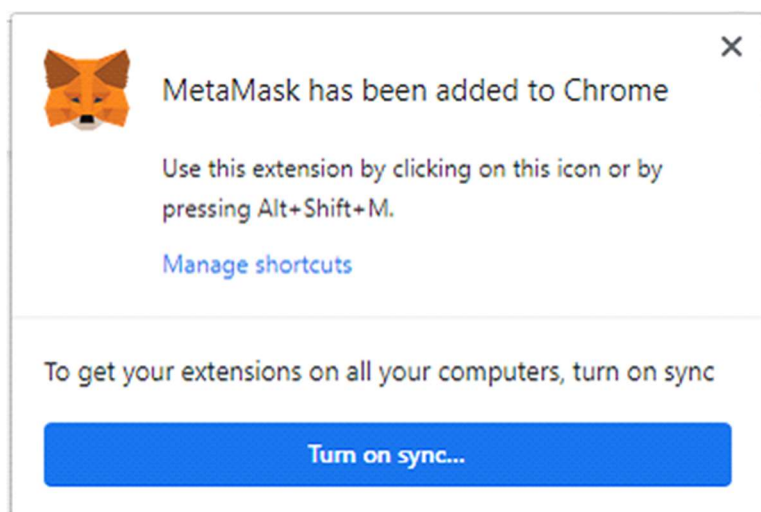 MetaMask has been added to Chrome
Use this extension by clicking on this icon or by
pressing Alt+Shift+M.
Manage shortcuts
To get your extensions on all your computers, turn on sync
Turn on sync...